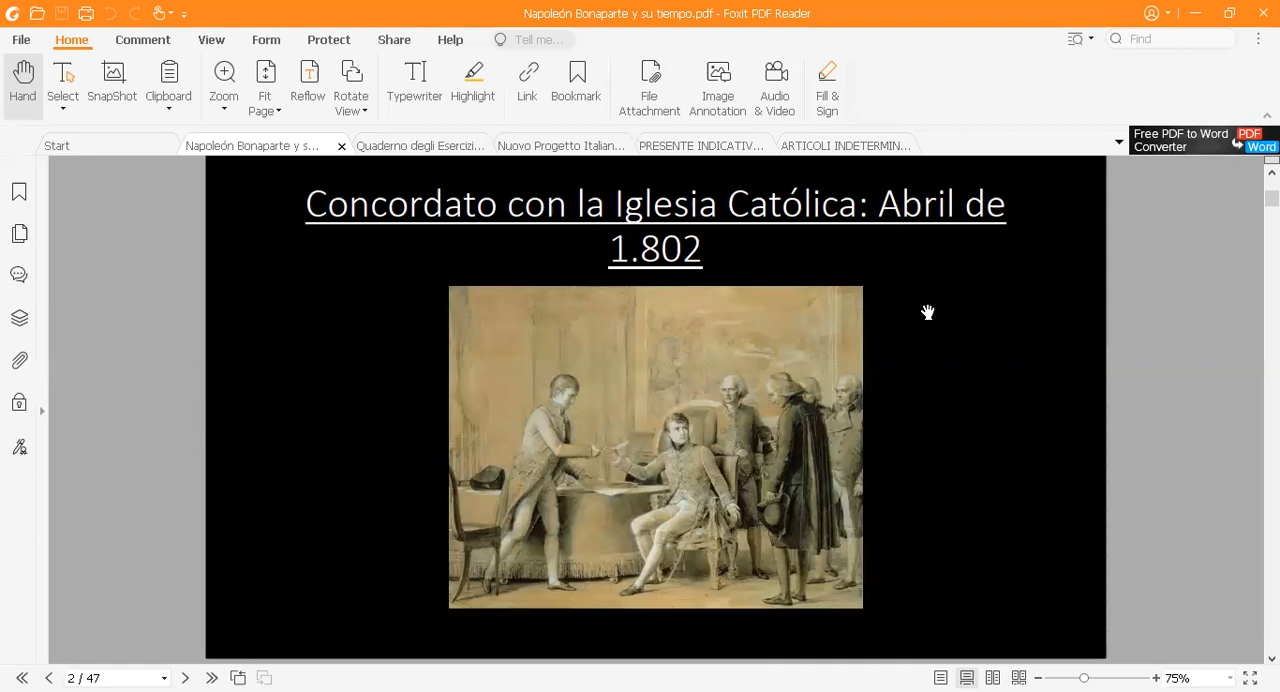 Napoleón Bonaparte y su tiempo.pdf - Foxit PDF Reader
File Home Comment View Form Protect Share Help Tell me... Find
Hand Select SnapShot Clipboard Zoom Fit Page Reflow Rotate View Typewriter Highlight Link Bookmark File Attachment Image Annotation Audio & Video Fill & Sign
Start Napoleón Bonaparte y s... Quaderno degli Esercizi... Nuovo Progetto Italian... PRESENTE INDICATIV... ARTICOLI INDETERMIN...
Free PDF to Word PDF
Converter Word
Concordato con la Iglesia Católica: Abril de
1.802
2 / 47 75%